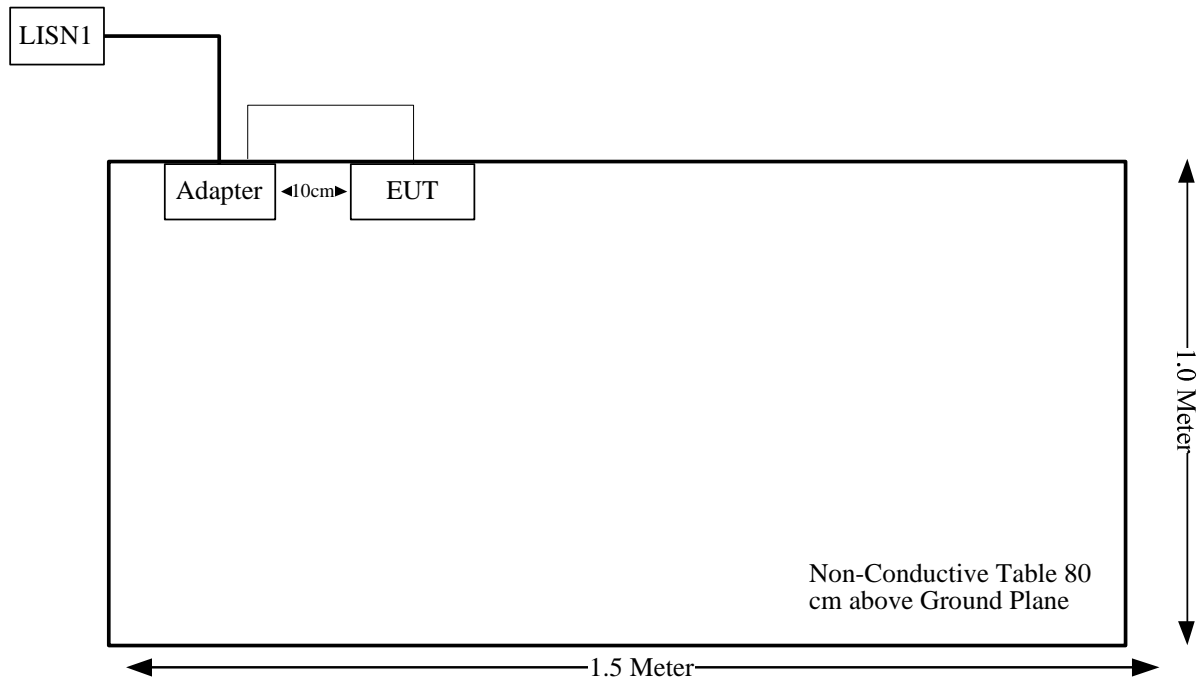 LISN1
Adapter
10cm
EUT
1.0 Meter
Non-Conductive Table 80
cm above Ground Plane
1.5 Meter